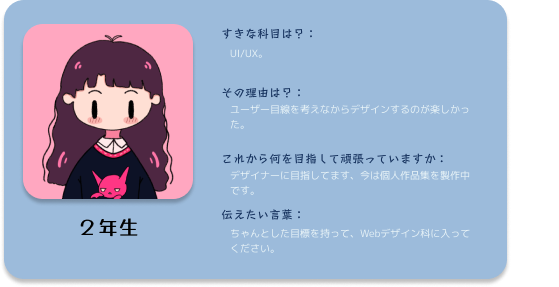 すきな科目は？：
UI/UX。
その理由は？：
ユーザー目線を考えなからデザインするのが楽しかっ
た。
これから何を目指して頑張っていますか：
デザイナーに目指してます、今は個人作品集を製作中
です。
伝えたい言葉：
ちゃんとした目標を持って、Webデザイン科に入って
ください。
２年生